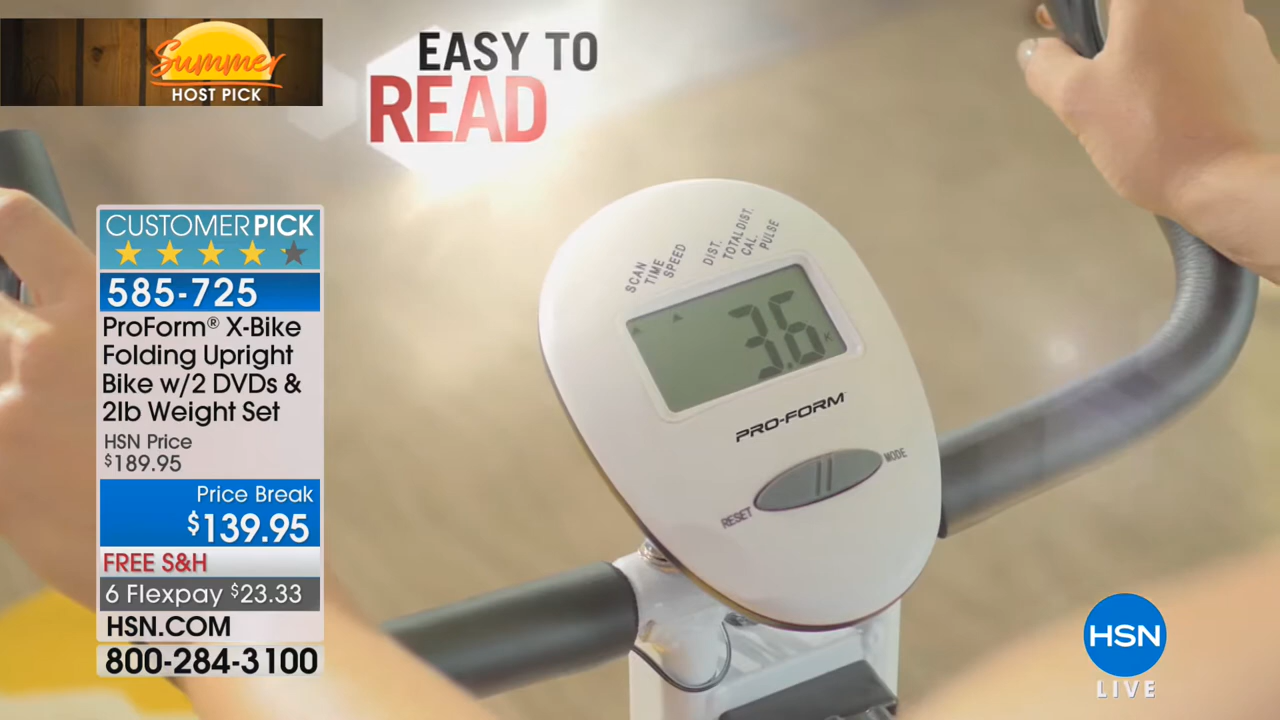 Summer
HOST PICK
EASY TO
READ
CUSTOMER PICK
585-725
ProForm® X-Bike
Folding Upright
Bike w/2 DVDs &
2lb Weight Set
HSN Price
$189.95
Price Break
$139.95
FREE S&H
6 Flexpay $23.33
HSN.COM
800-284-3100
SCAN
TIME
SPEED
DIST.
TOTAL DIST.
CAL.
PULSE
3.6 K
PRO-FORM
MODE
RESET
HSN
LIVE